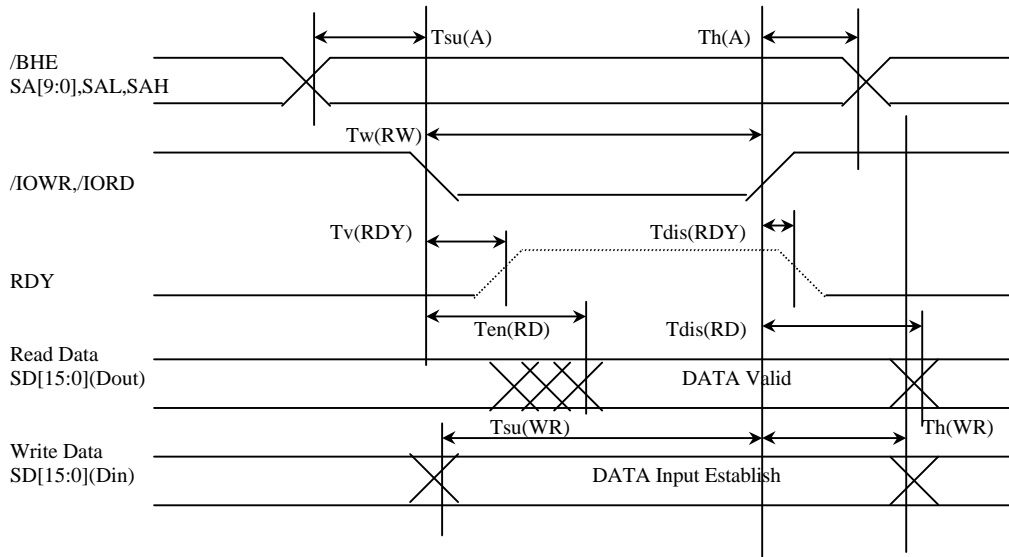 Tsu(A)
Th(A)
/BHE
SA[9:0],SAL,SAH
Tw(RW)
/IOWR,/IORD
Tv(RDY)
Tdis(RDY)
RDY
Ten(RD)
Tdis(RD)
Read Data
SD[15:0](Dout)
DATA Valid
Tsu(WR)
Th(WR)
Write Data
SD[15:0](Din)
DATA Input Establish